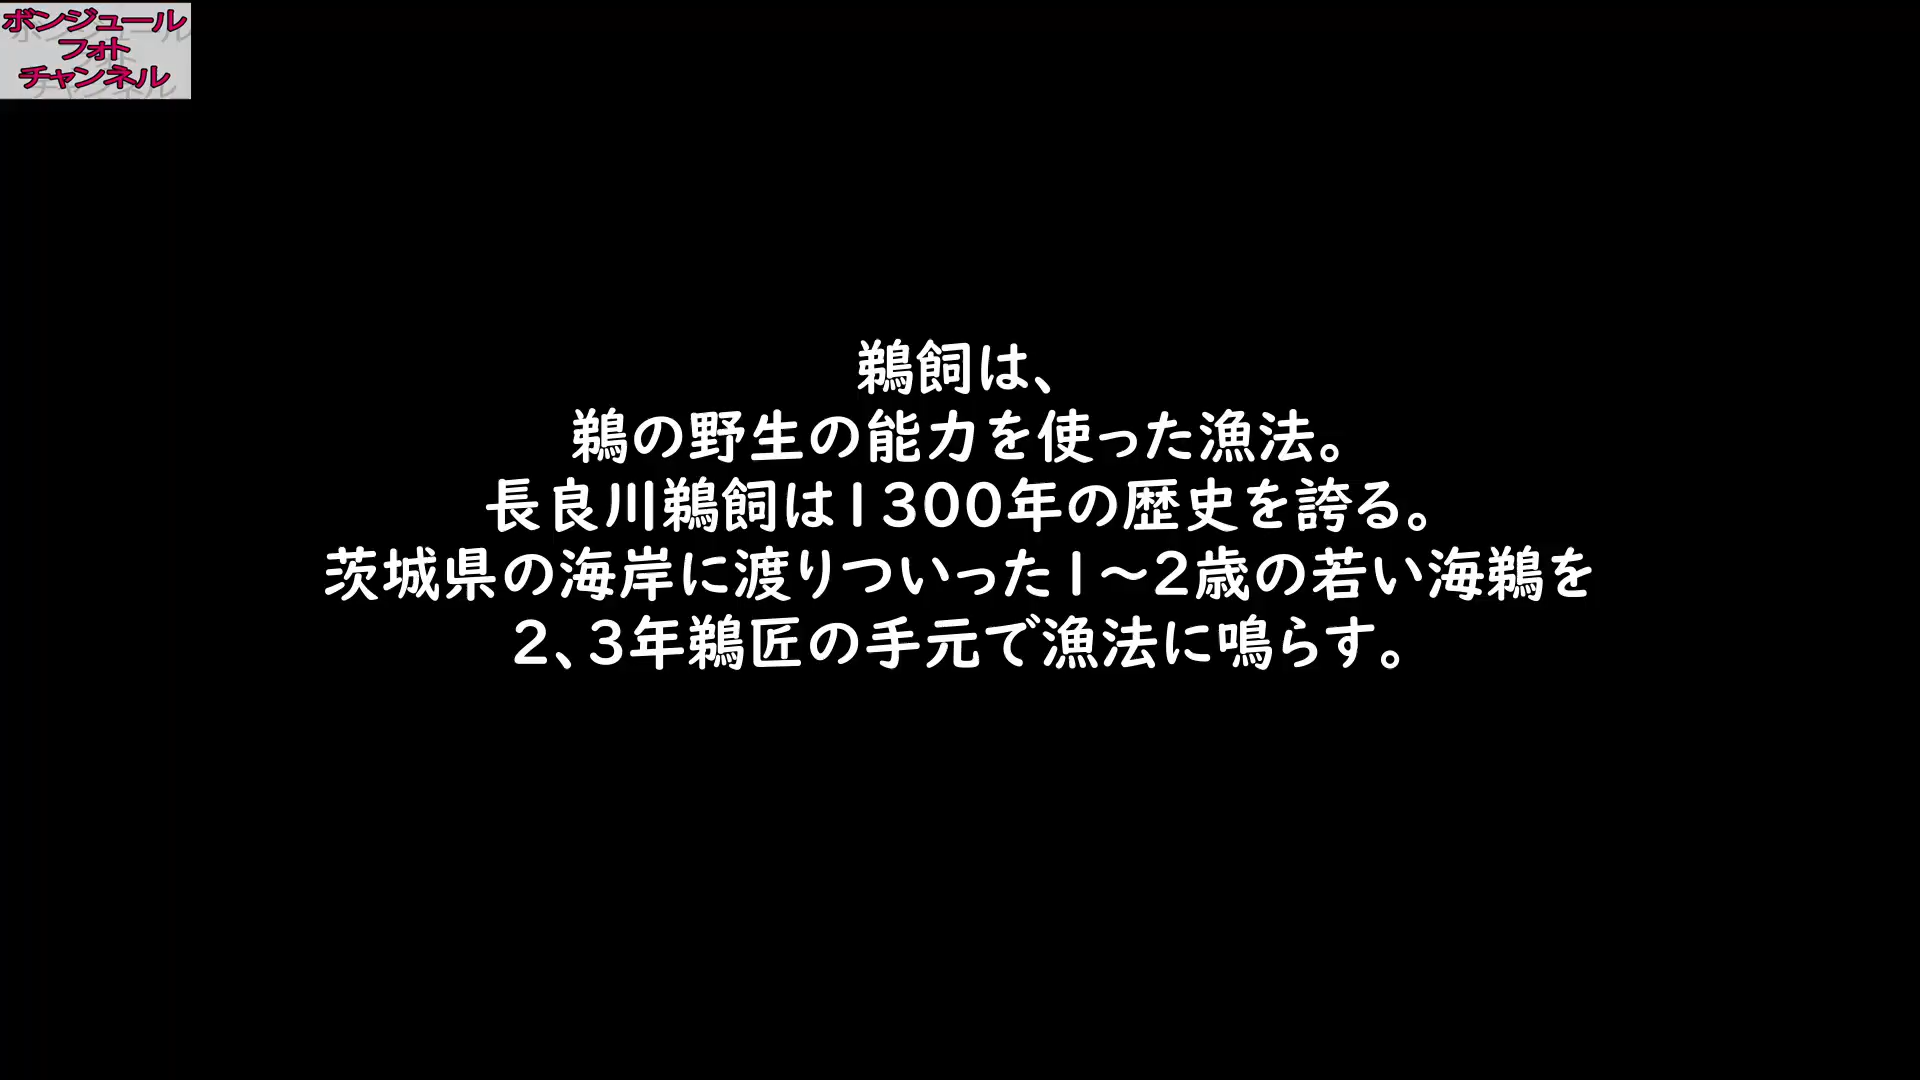 ボンジュール
フォト
チャンネル
鵜飼は、
鵜の野生の能力を使った漁法。
長良川鵜飼は1300年の歴史を誇る。
茨城県の海岸に渡りついった1～2歳の若い海鵜を
2、3年鵜匠の手元で漁法に鳴らす。